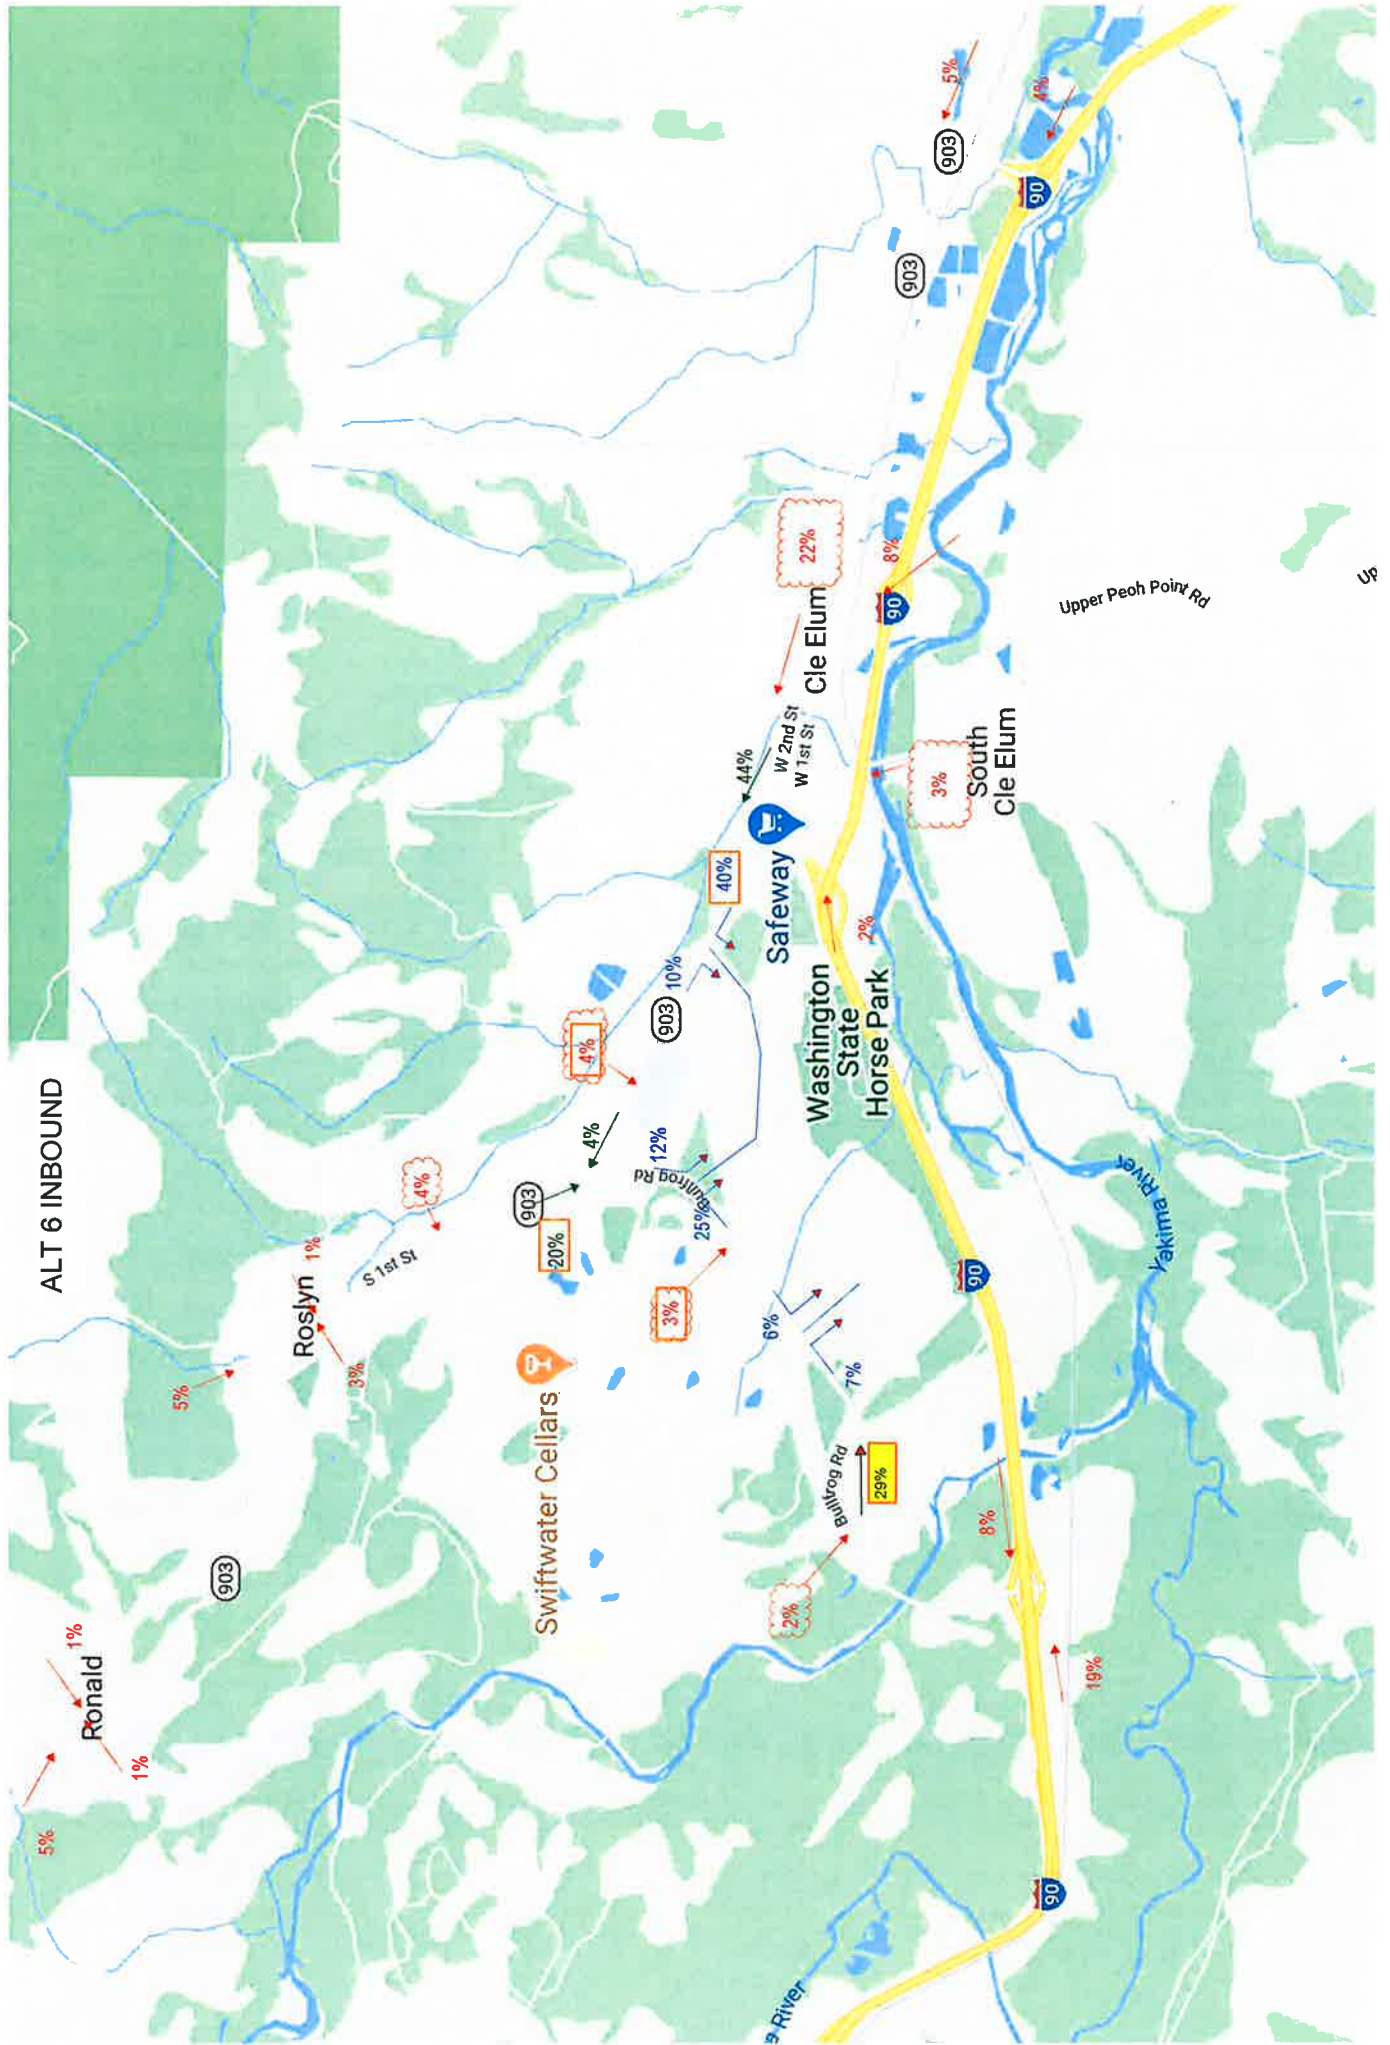 ALT 6 INBOUND
5%
1%
Ronald
1%
903
5%
Roslyn
1%
3%
S 1st St
4%
903
20%
4%
4%
903
10%
40%
44%
W 2nd St
W 1st St
22%
Cle Elum
903
903
5%
4%
90
8%
90
Swiftwater Cellars
3%
25%
12%
Bullfrog Rd
Bullfrog
Safeway
Washington
State
Horse Park
2%
3%
South
Cle Elum
Upper Peoh Point Rd
Up
6%
7%
Bullfrog Rd
29%
2%
8%
90
Yakima River
19%
90
River